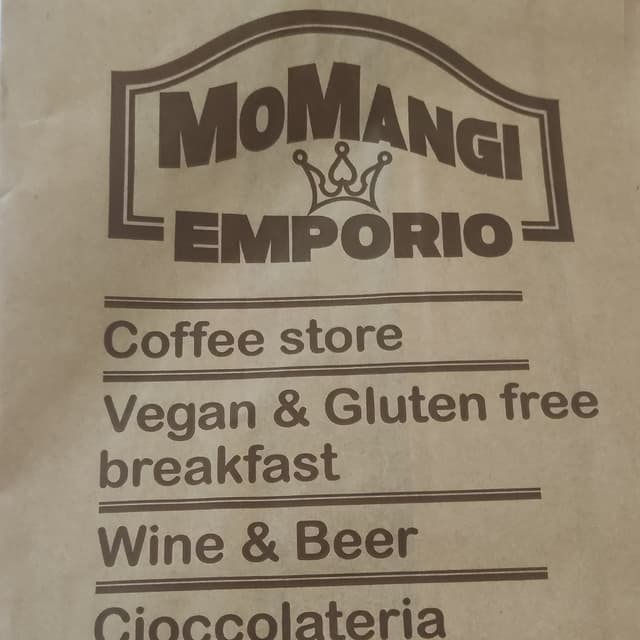 MOMANGI
EMPORIO
Coffee store
Vegan & Gluten free
breakfast
Wine & Beer
Cioccolateria